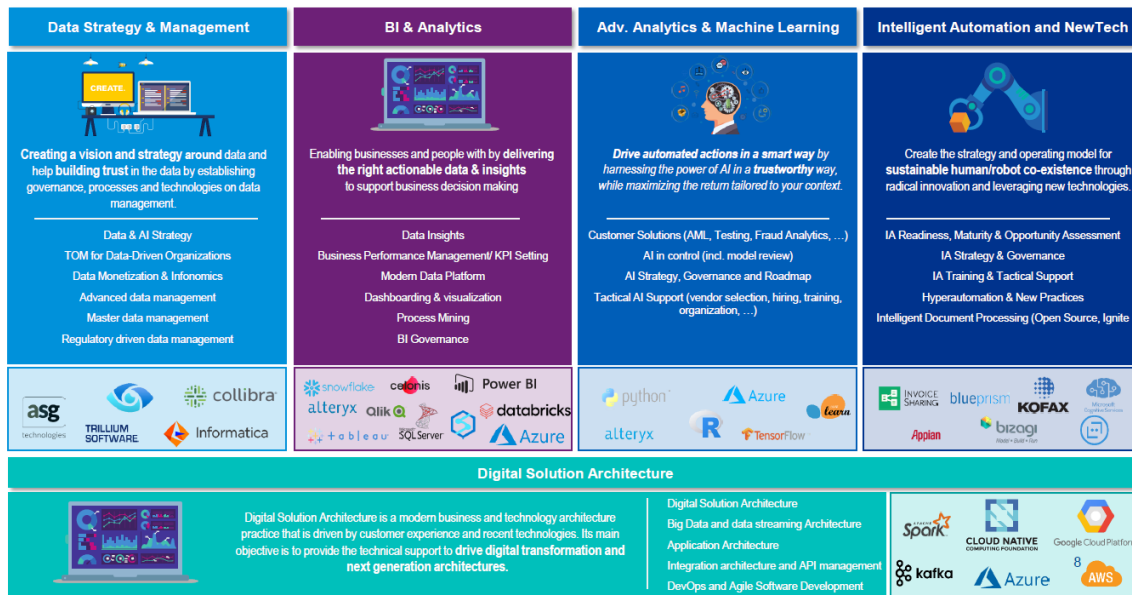 Data Strategy & Management
CREATE.
Creating a vision and strategy around data and
help building trust in the data by establishing
governance, processes and technologies on data
management.
Data & AI Strategy
TOM for Data-Driven Organizations
Data Monetization & Infonomics
Advanced data management
Master data management
Regulatory driven data management
asg
technologies
TRILLIUM
SOFTWARE
collibra
Informatica
BI & Analytics
Enabling businesses and people with by delivering
the right actionable data & insights
to support business decision making
Data Insights
Business Performance Management/ KPI Setting
Modern Data Platform
Dashboarding & visualization
Process Mining
BI Governance
snowflake
celonis
Power BI
alteryx
Qlik
databricks
+tableau
SQL Server
Azure
Adv. Analytics & Machine Learning
Drive automated actions in a smart way by
harnessing the power of AI in a trustworthy way,
while maximizing the return tailored to your context.
Customer Solutions (AML, Testing, Fraud Analytics, …)
AI in control (incl. model review)
AI Strategy, Governance and Roadmap
Tactical AI Support (vendor selection, hiring, training,
organization, …)
python
Azure
learn
alteryx
R
TensorFlow
Intelligent Automation and NewTech
Create the strategy and operating model for
sustainable human/robot co-existence through
radical innovation and leveraging new technologies.
IA Readiness, Maturity & Opportunity Assessment
IA Strategy & Governance
IA Training & Tactical Support
Hyperautomation & New Practices
Intelligent Document Processing (Open Source, Ignite
INVOICE
SHARING
blueprism
KOFAX
Microsoft
Cognitive Services
Appian
bizagi
Digital Solution Architecture
Digital Solution Architecture is a modern business and technology architecture
practice that is driven by customer experience and recent technologies. Its main
objective is to provide the technical support to drive digital transformation and
next generation architectures.
Digital Solution Architecture
Big Data and data streaming Architecture
Application Architecture
Integration architecture and API management
DevOps and Agile Software Development
APACHE
Spark
CLOUD NATIVE
COMPUTING FOUNDATION
Google Cloud Platform
kafka
Azure
8
AWS